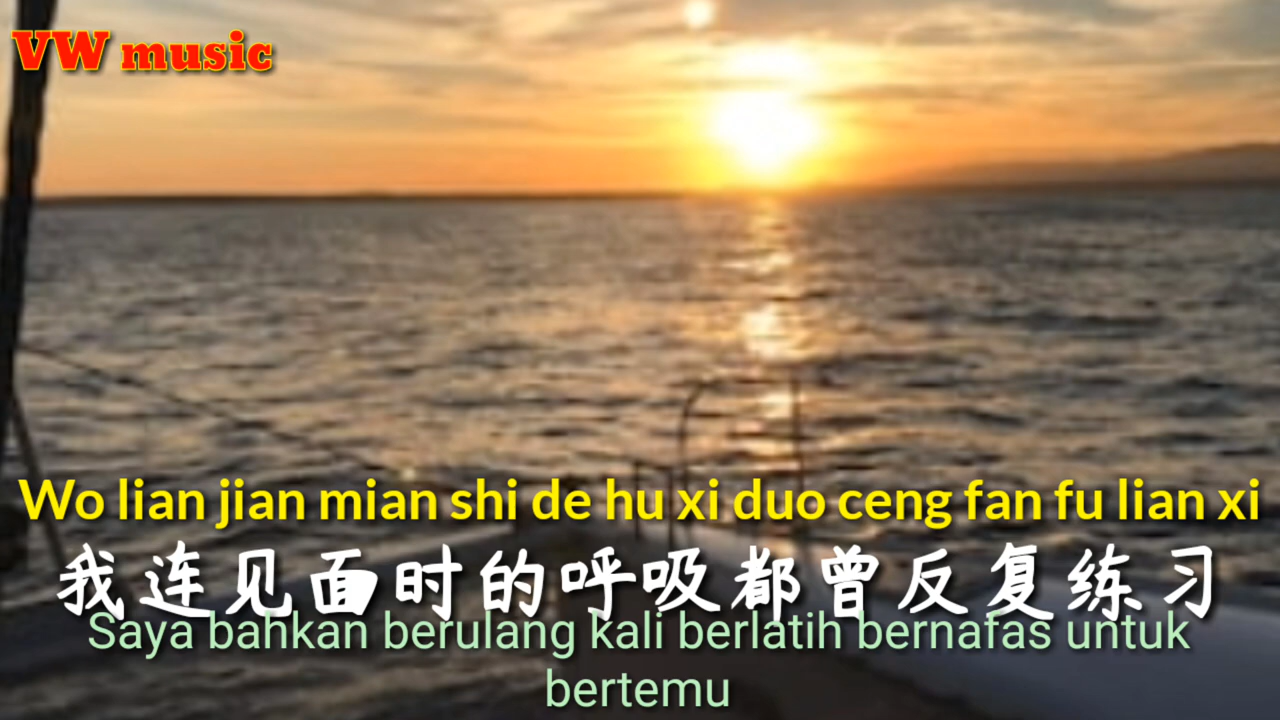 VW music
Wo lian jian mian shi de hu xi duo ceng fan fu lian xi
我连见面时的呼吸都曾反复练习
Saya bahkan berulang kali berlatih bernafas untuk
bertemu